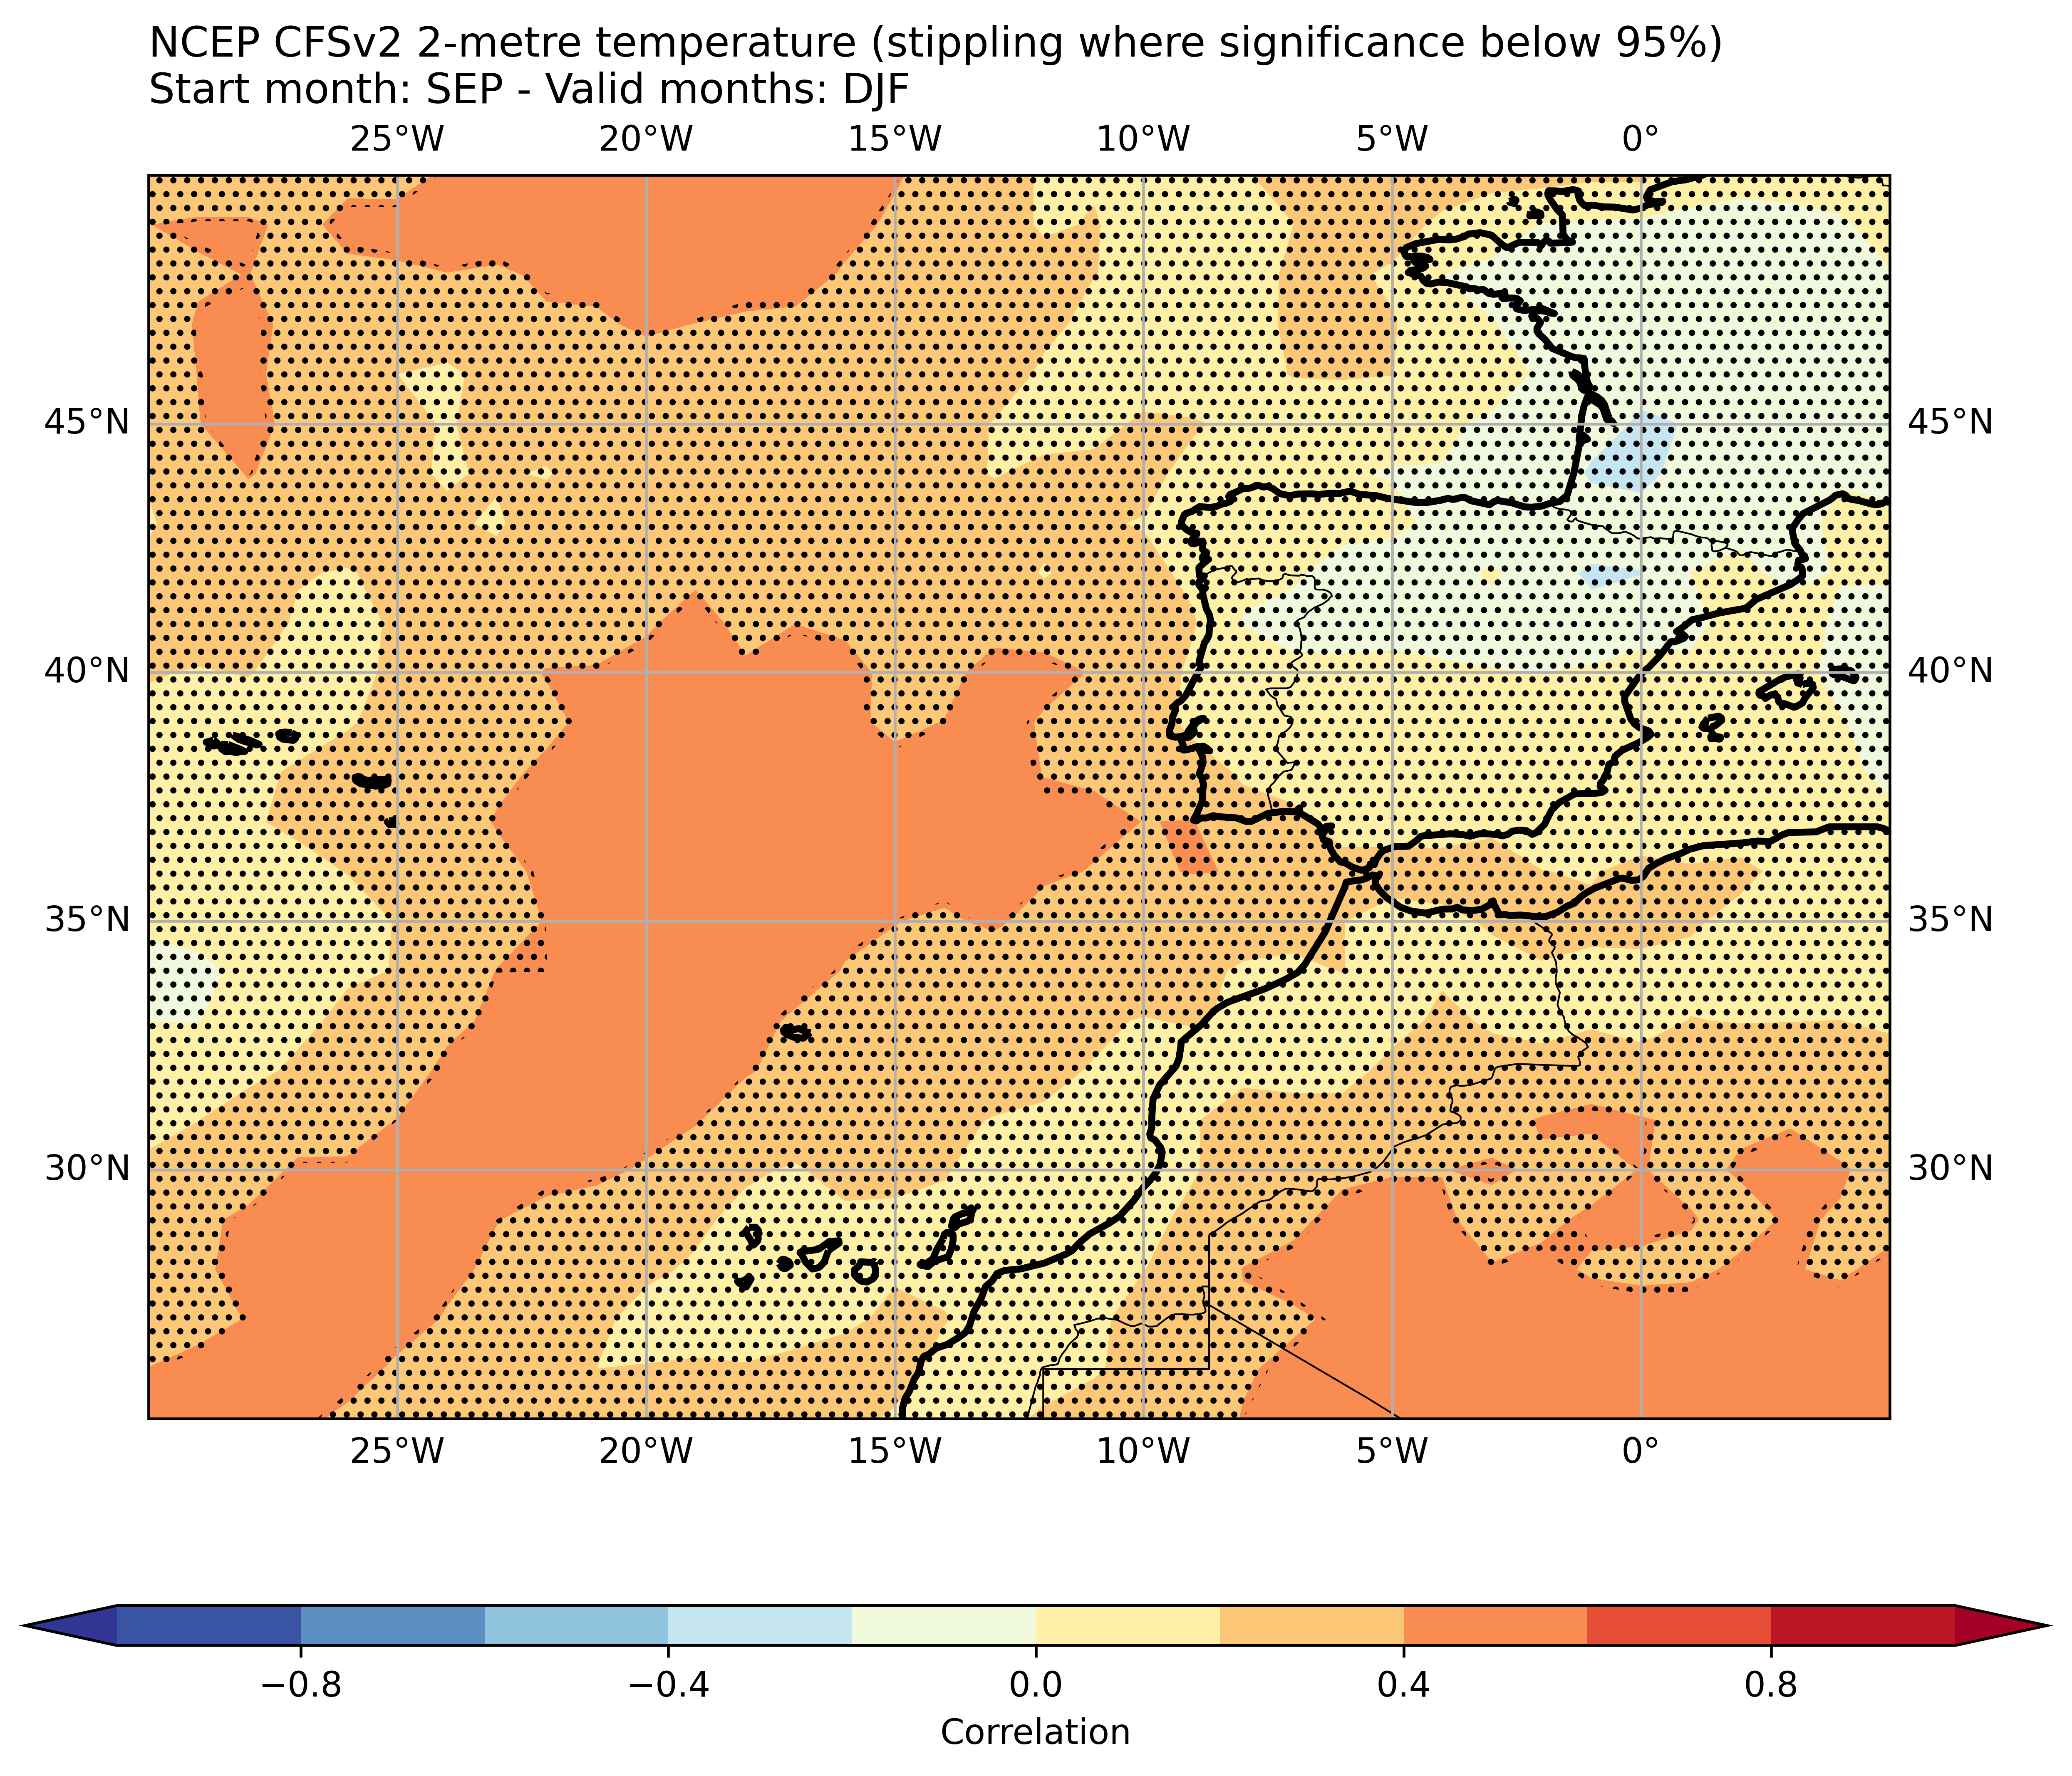 NCEP CFSv2 2-metre temperature (stippling where significance below 95%)
Start month: SEP - Valid months: DJF
25°W 20°W 15°W 10°W 5°W 0°
45°N 45°N
40°N 40°N
35°N 35°N
30°N 30°N
25°W 20°W 15°W 10°W 5°W 0°
−0.8 −0.4 0.0 0.4 0.8
Correlation